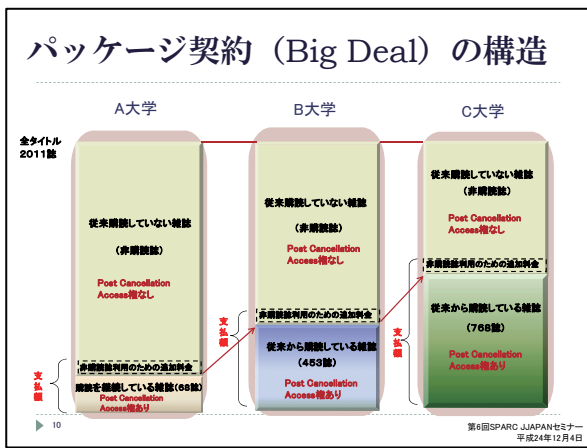 パッケージ契約（Big Deal）の構造
A大学
B大学
C大学
全タイトル
2011誌
従来購読していない雑誌
(非購読誌)
Post Cancellation
Access権なし
非購読誌利用のための追加料金
購読を継続している雑誌(68誌)
Post Cancellation
Access権あり
支払額
従来購読していない雑誌
(非購読誌)
Post Cancellation
Access権なし
非購読誌利用のための追加料金
従来から購読している雑誌
(453誌)
Post Cancellation
Access権あり
支払額
従来購読していない雑誌
(非購読誌)
Post Cancellation
Access権なし
非購読誌利用のための追加料金
従来から購読している雑誌
(768誌)
Post Cancellation
Access権あり
支払額
10
第6回SPARC JJAPANセミナー
平成24年12月4日